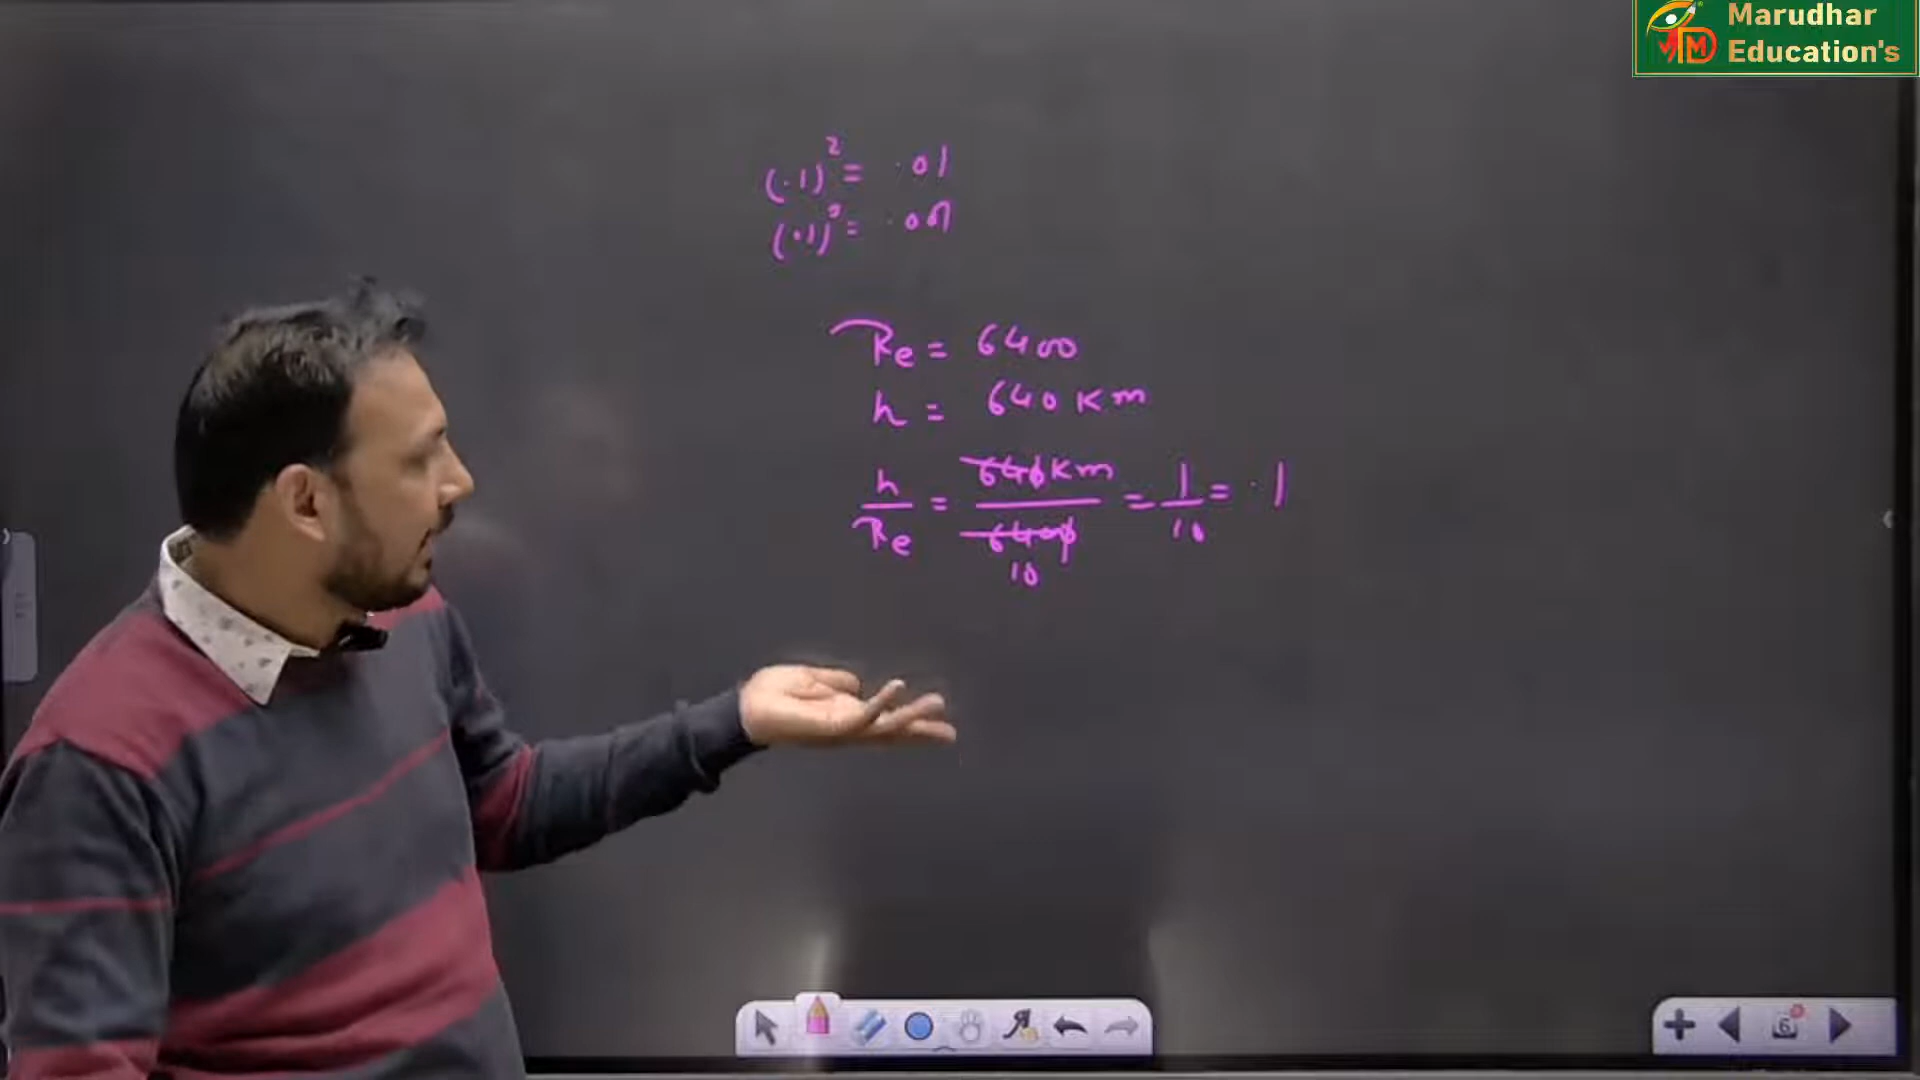 Marudhar
Education's
(.1)² = .01
(.1)³ = .001
Re = 6400
h = 640 Km
h/Re = 640 Km/6400 = 1/10 = .1
10
6